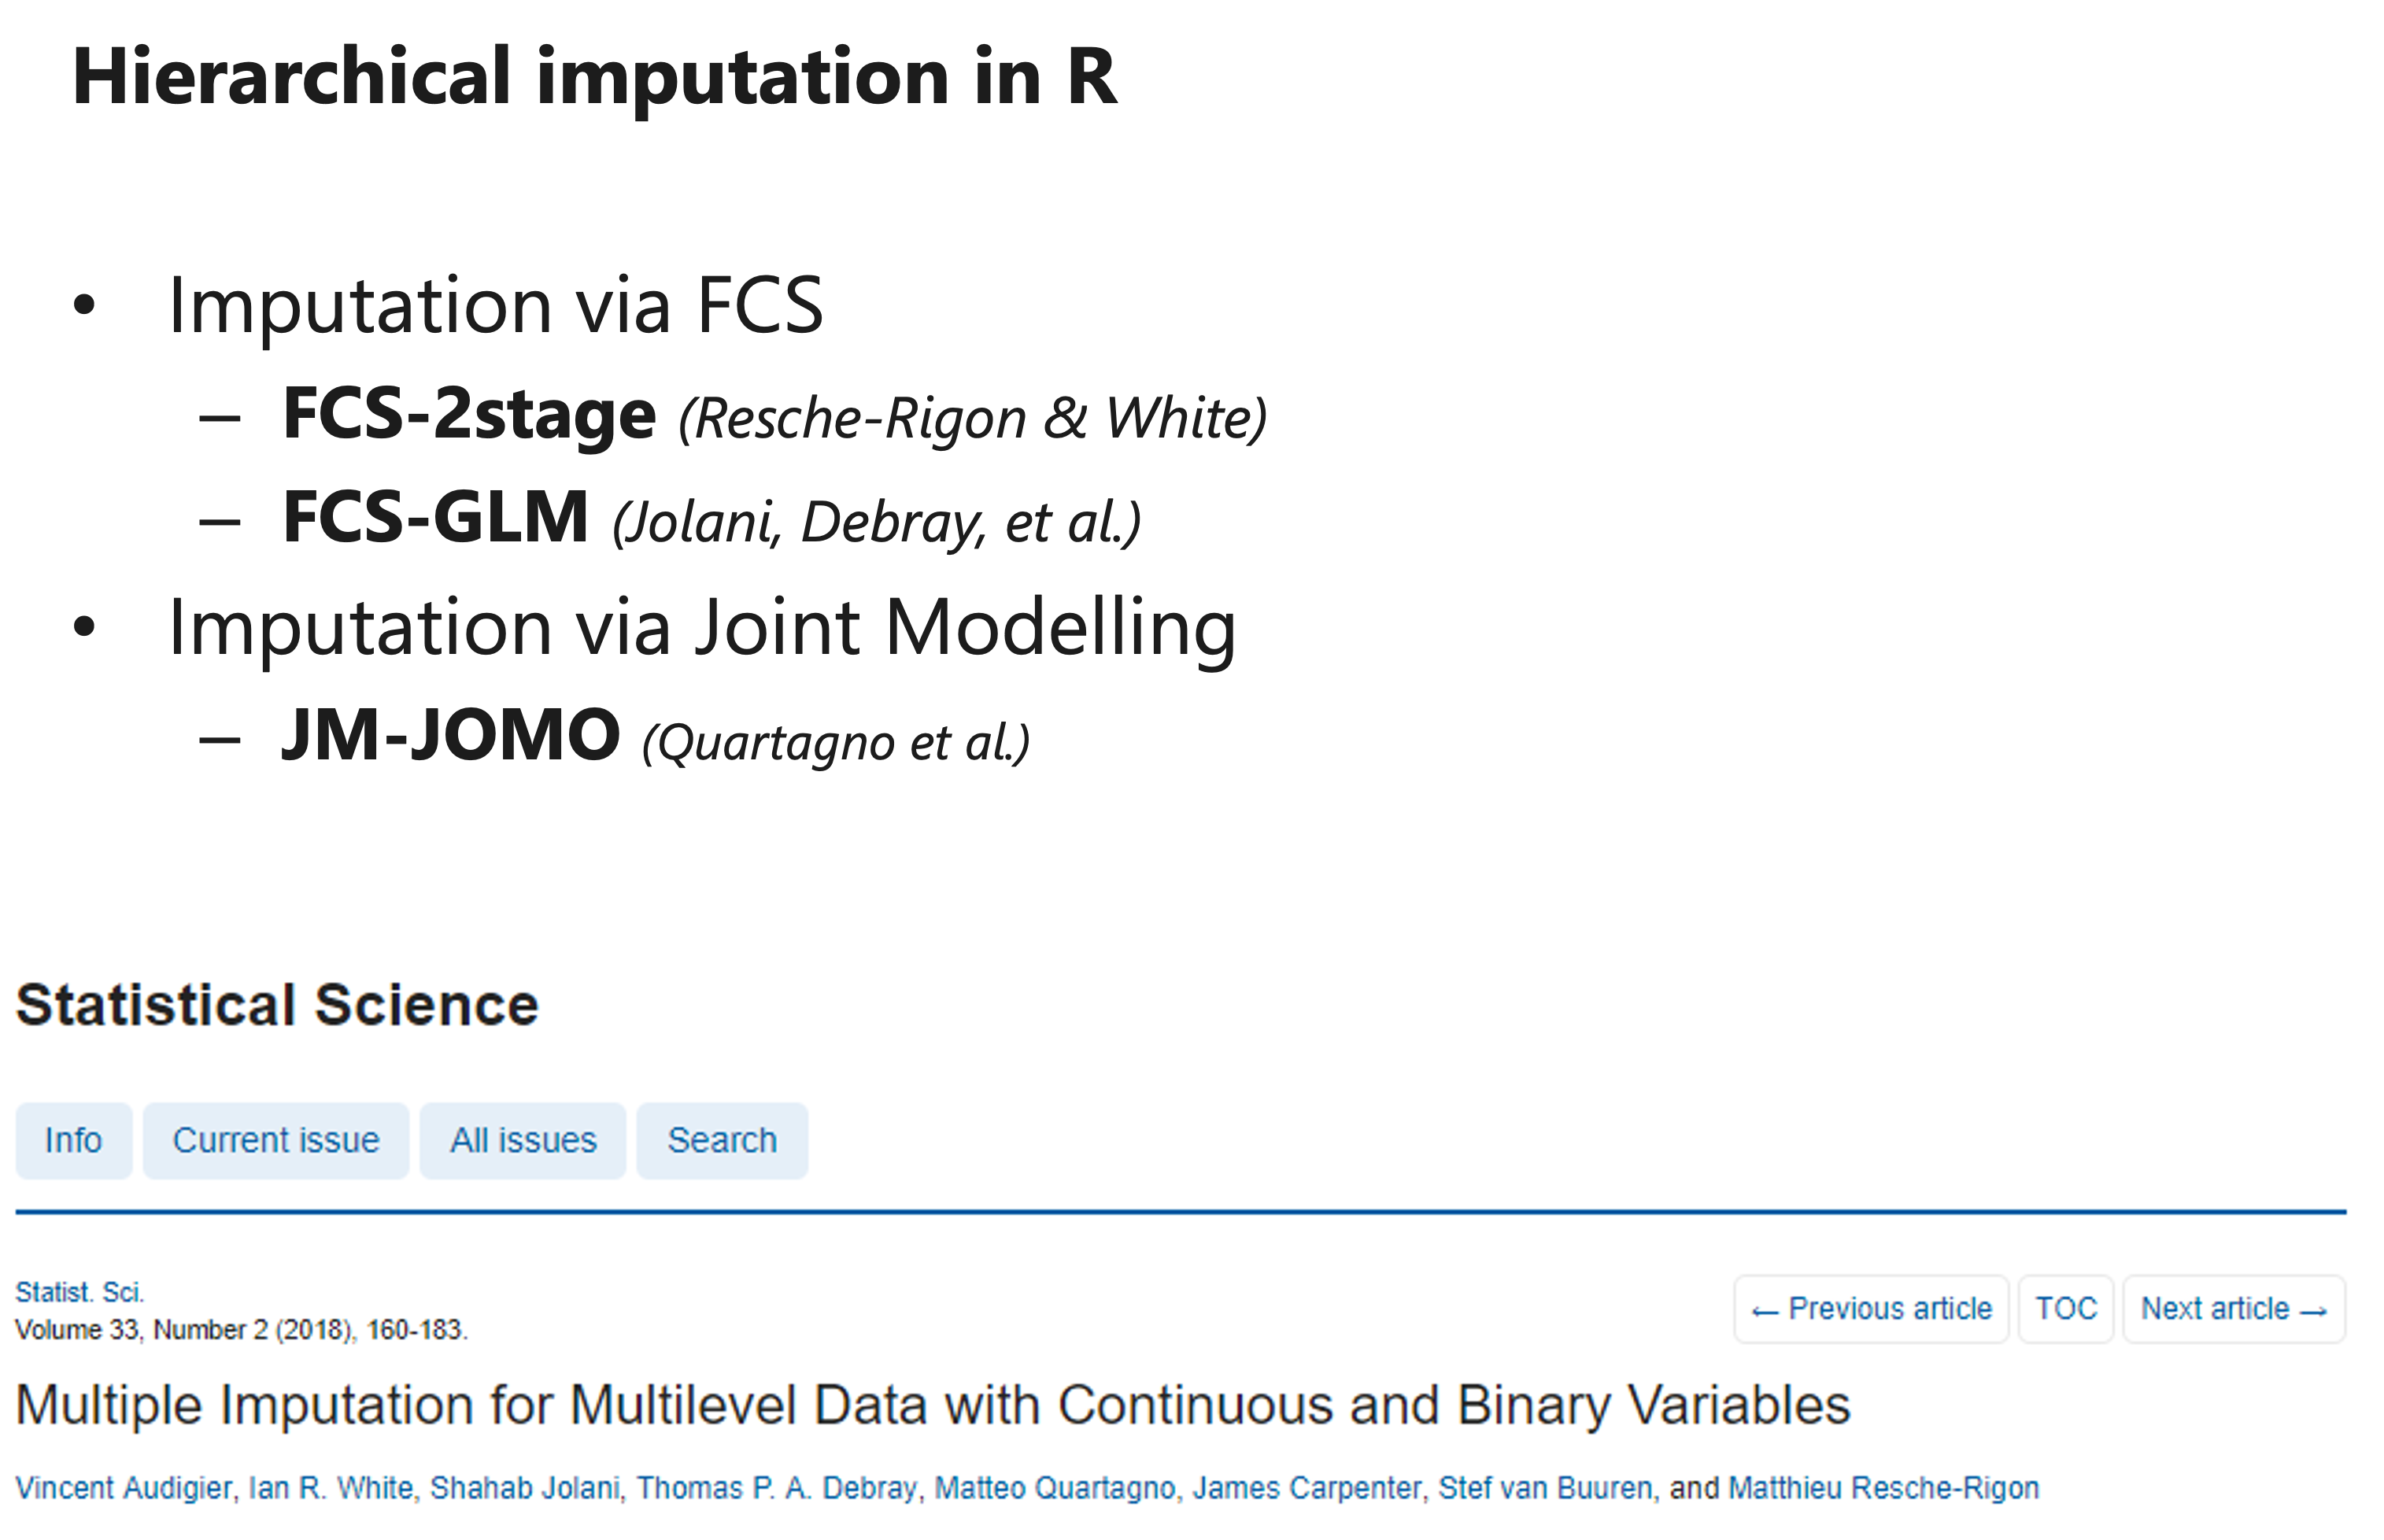 Hierarchical imputation in R
• Imputation via FCS
– FCS-2stage (Resche-Rigon & White)
– FCS-GLM (Jolani, Debray, et al.)
• Imputation via Joint Modelling
– JM-JOMO (Quartagno et al.)
Statistical Science
Info Current issue All issues Search
Statist. Sci.
Volume 33, Number 2 (2018), 160-183.
← Previous article TOC Next article →
Multiple Imputation for Multilevel Data with Continuous and Binary Variables
Vincent Audigier, Ian R. White, Shahab Jolani, Thomas P. A. Debray, Matteo Quartagno, James Carpenter, Stef van Buuren, and Matthieu Resche-Rigon